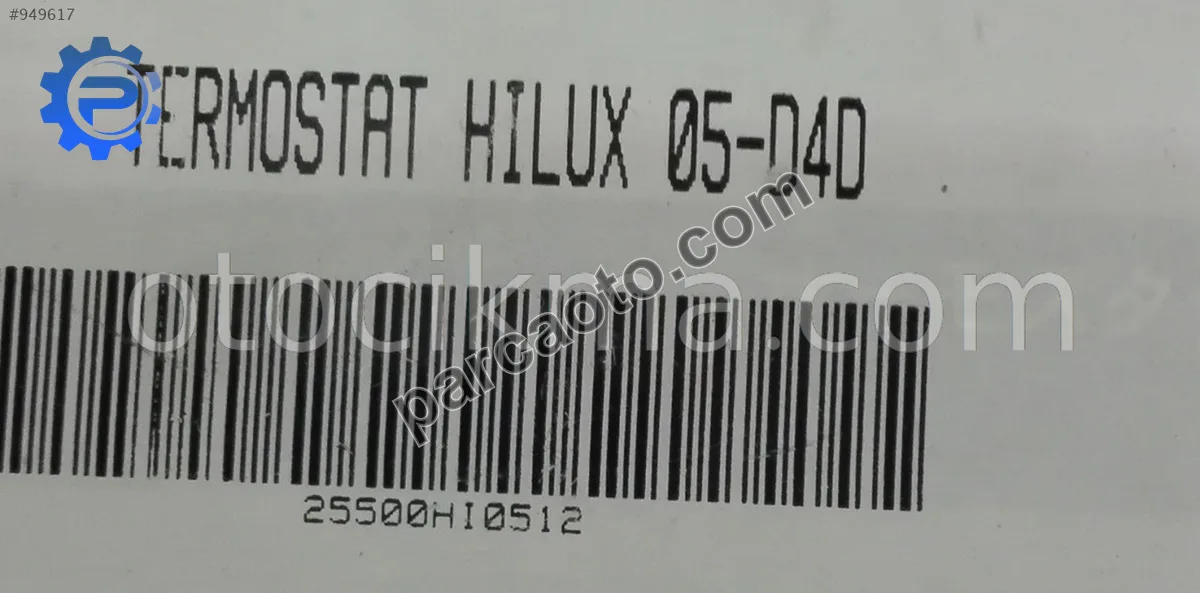 #949617
TERMOSTAT HILUX 05-D4D
otocikma.com
parcaoto.com
25500HI0512